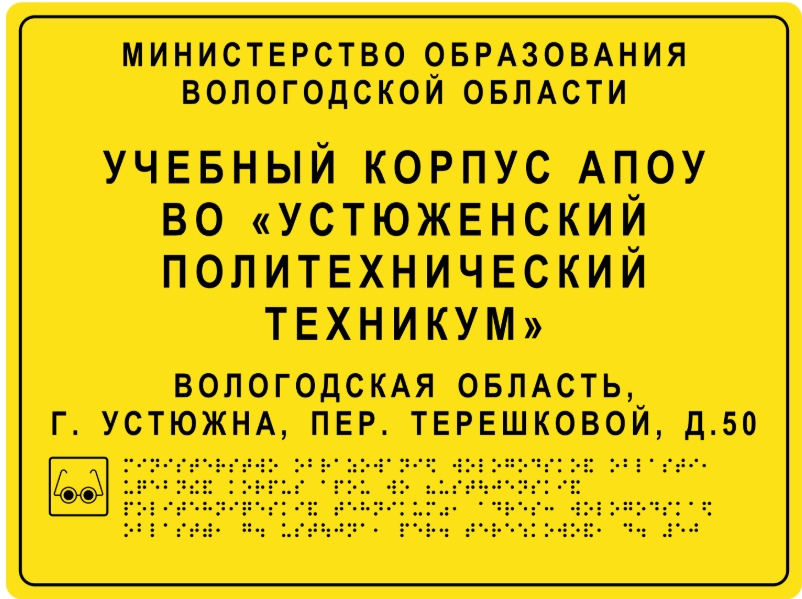 МИНИСТЕРСТВО ОБРАЗОВАНИЯ
ВОЛОГОДСКОЙ ОБЛАСТИ
УЧЕБНЫЙ КОРПУС АПОУ
ВО «УСТЮЖЕНСКИЙ
ПОЛИТЕХНИЧЕСКИЙ
ТЕХНИКУМ»
ВОЛОГОДСКАЯ ОБЛАСТЬ,
Г. УСТЮЖНА, ПЕР. ТЕРЕШКОВОЙ, Д.50